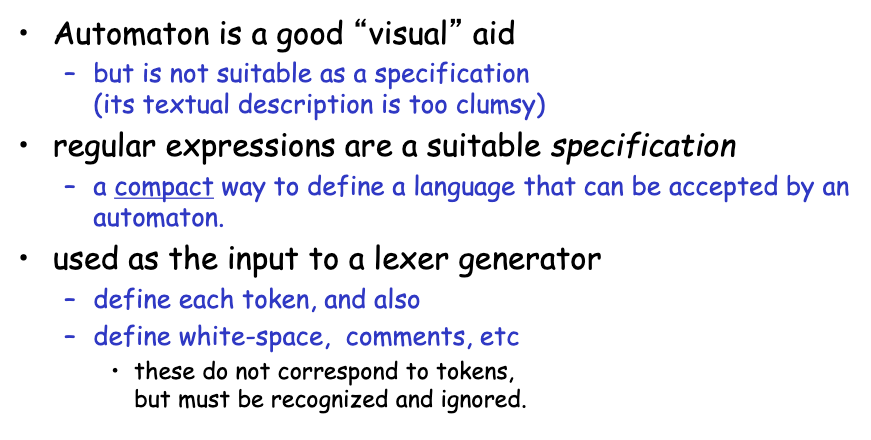 • Automaton is a good “visual” aid
– but is not suitable as a specification
(its textual description is too clumsy)
• regular expressions are a suitable specification
– a compact way to define a language that can be accepted by an
automaton.
• used as the input to a lexer generator
– define each token, and also
– define white-space, comments, etc
• these do not correspond to tokens,
but must be recognized and ignored.